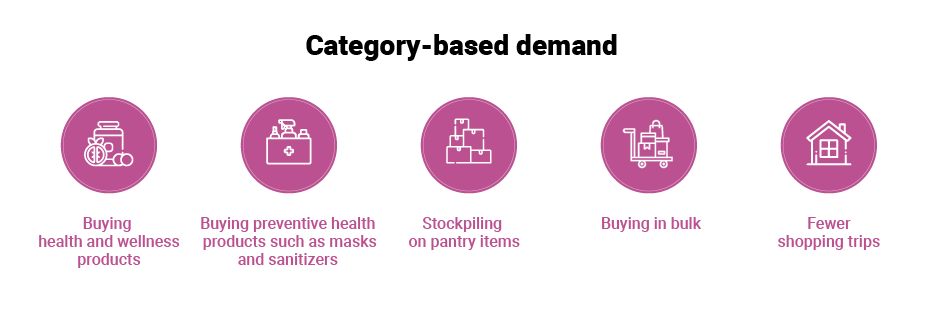 Category-based demand
Buying
health and wellness
products
Buying preventive health
products such as masks
and sanitizers
Stockpiling
on pantry items
Buying in bulk
Fewer
shopping trips